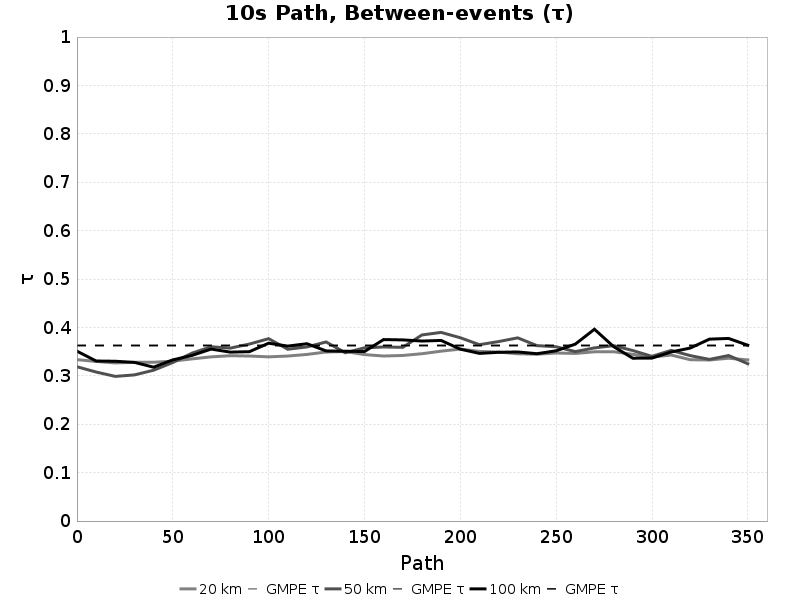 10s Path, Between-events (τ)
1
0.9
0.8
0.7
0.6
0.5
τ
0.4
0.3
0.2
0.1
0
0 50 100 150 200 250 300 350
Path
20 km GMPE τ 50 km GMPE τ 100 km GMPE τ